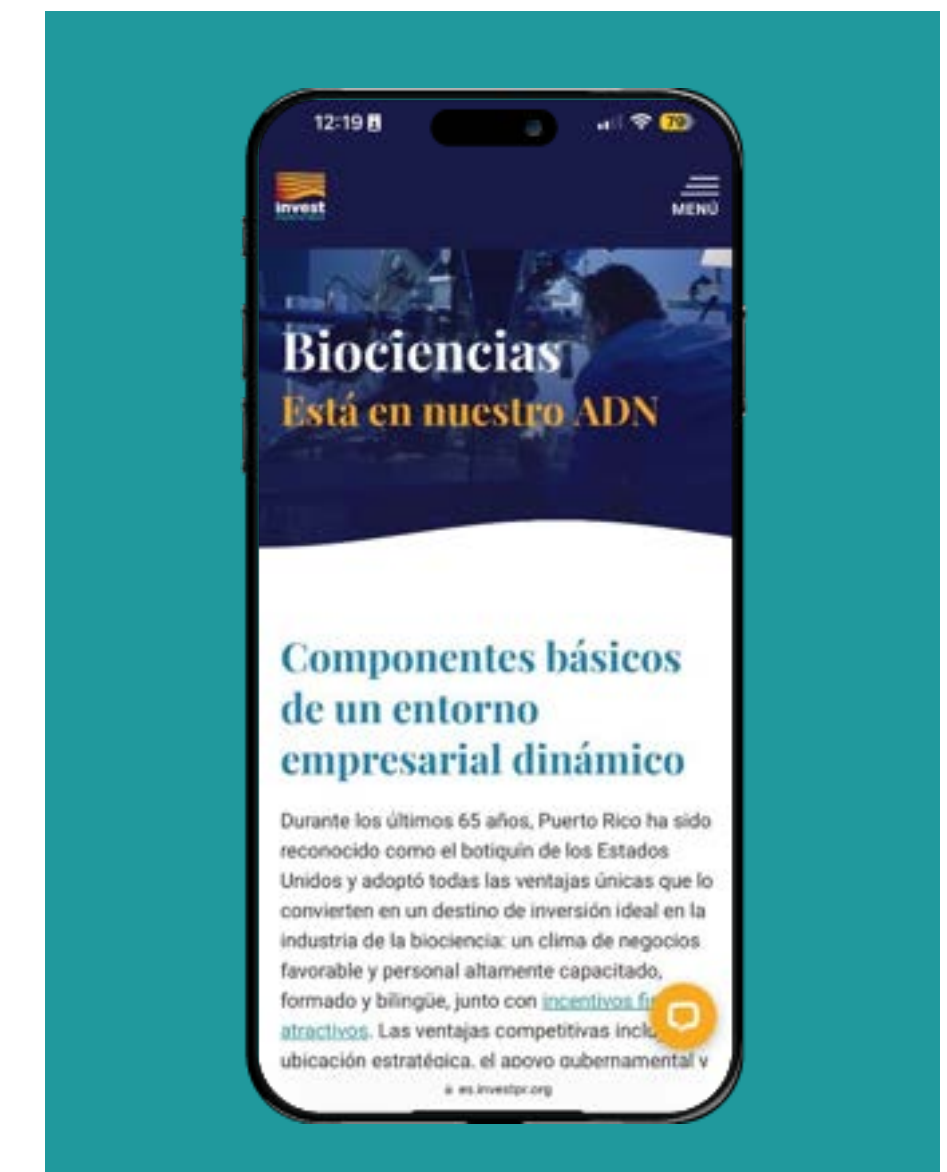 12:19
79
invest
MENÚ
Biociencias
Está en nuestro ADN
Componentes básicos
de un entorno
empresarial dinámico
Durante los últimos 65 años, Puerto Rico ha sido
reconocido como el botiquín de los Estados
Unidos y adoptó todas las ventajas únicas que lo
convierten en un destino de inversión ideal en la
industria de la biociencia: un clima de negocios
favorable y personal altamente capacitado,
formado y bilingüe, junto con incentivos
atractivos. Las ventajas competitivas
ubicación estratégica, el apoyo gubernamental y
es.investpr.org